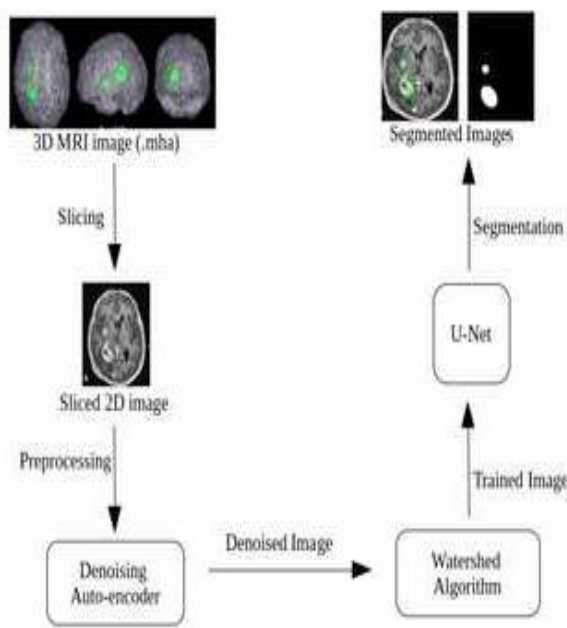 3D MRI image (.mha)
Slicing
Sliced 2D image
Preprocessing
Denoising
Auto-encoder
Denoised Image
Watershed
Algorithm
Trained Image
U-Net
Segmentation
Segmented Images